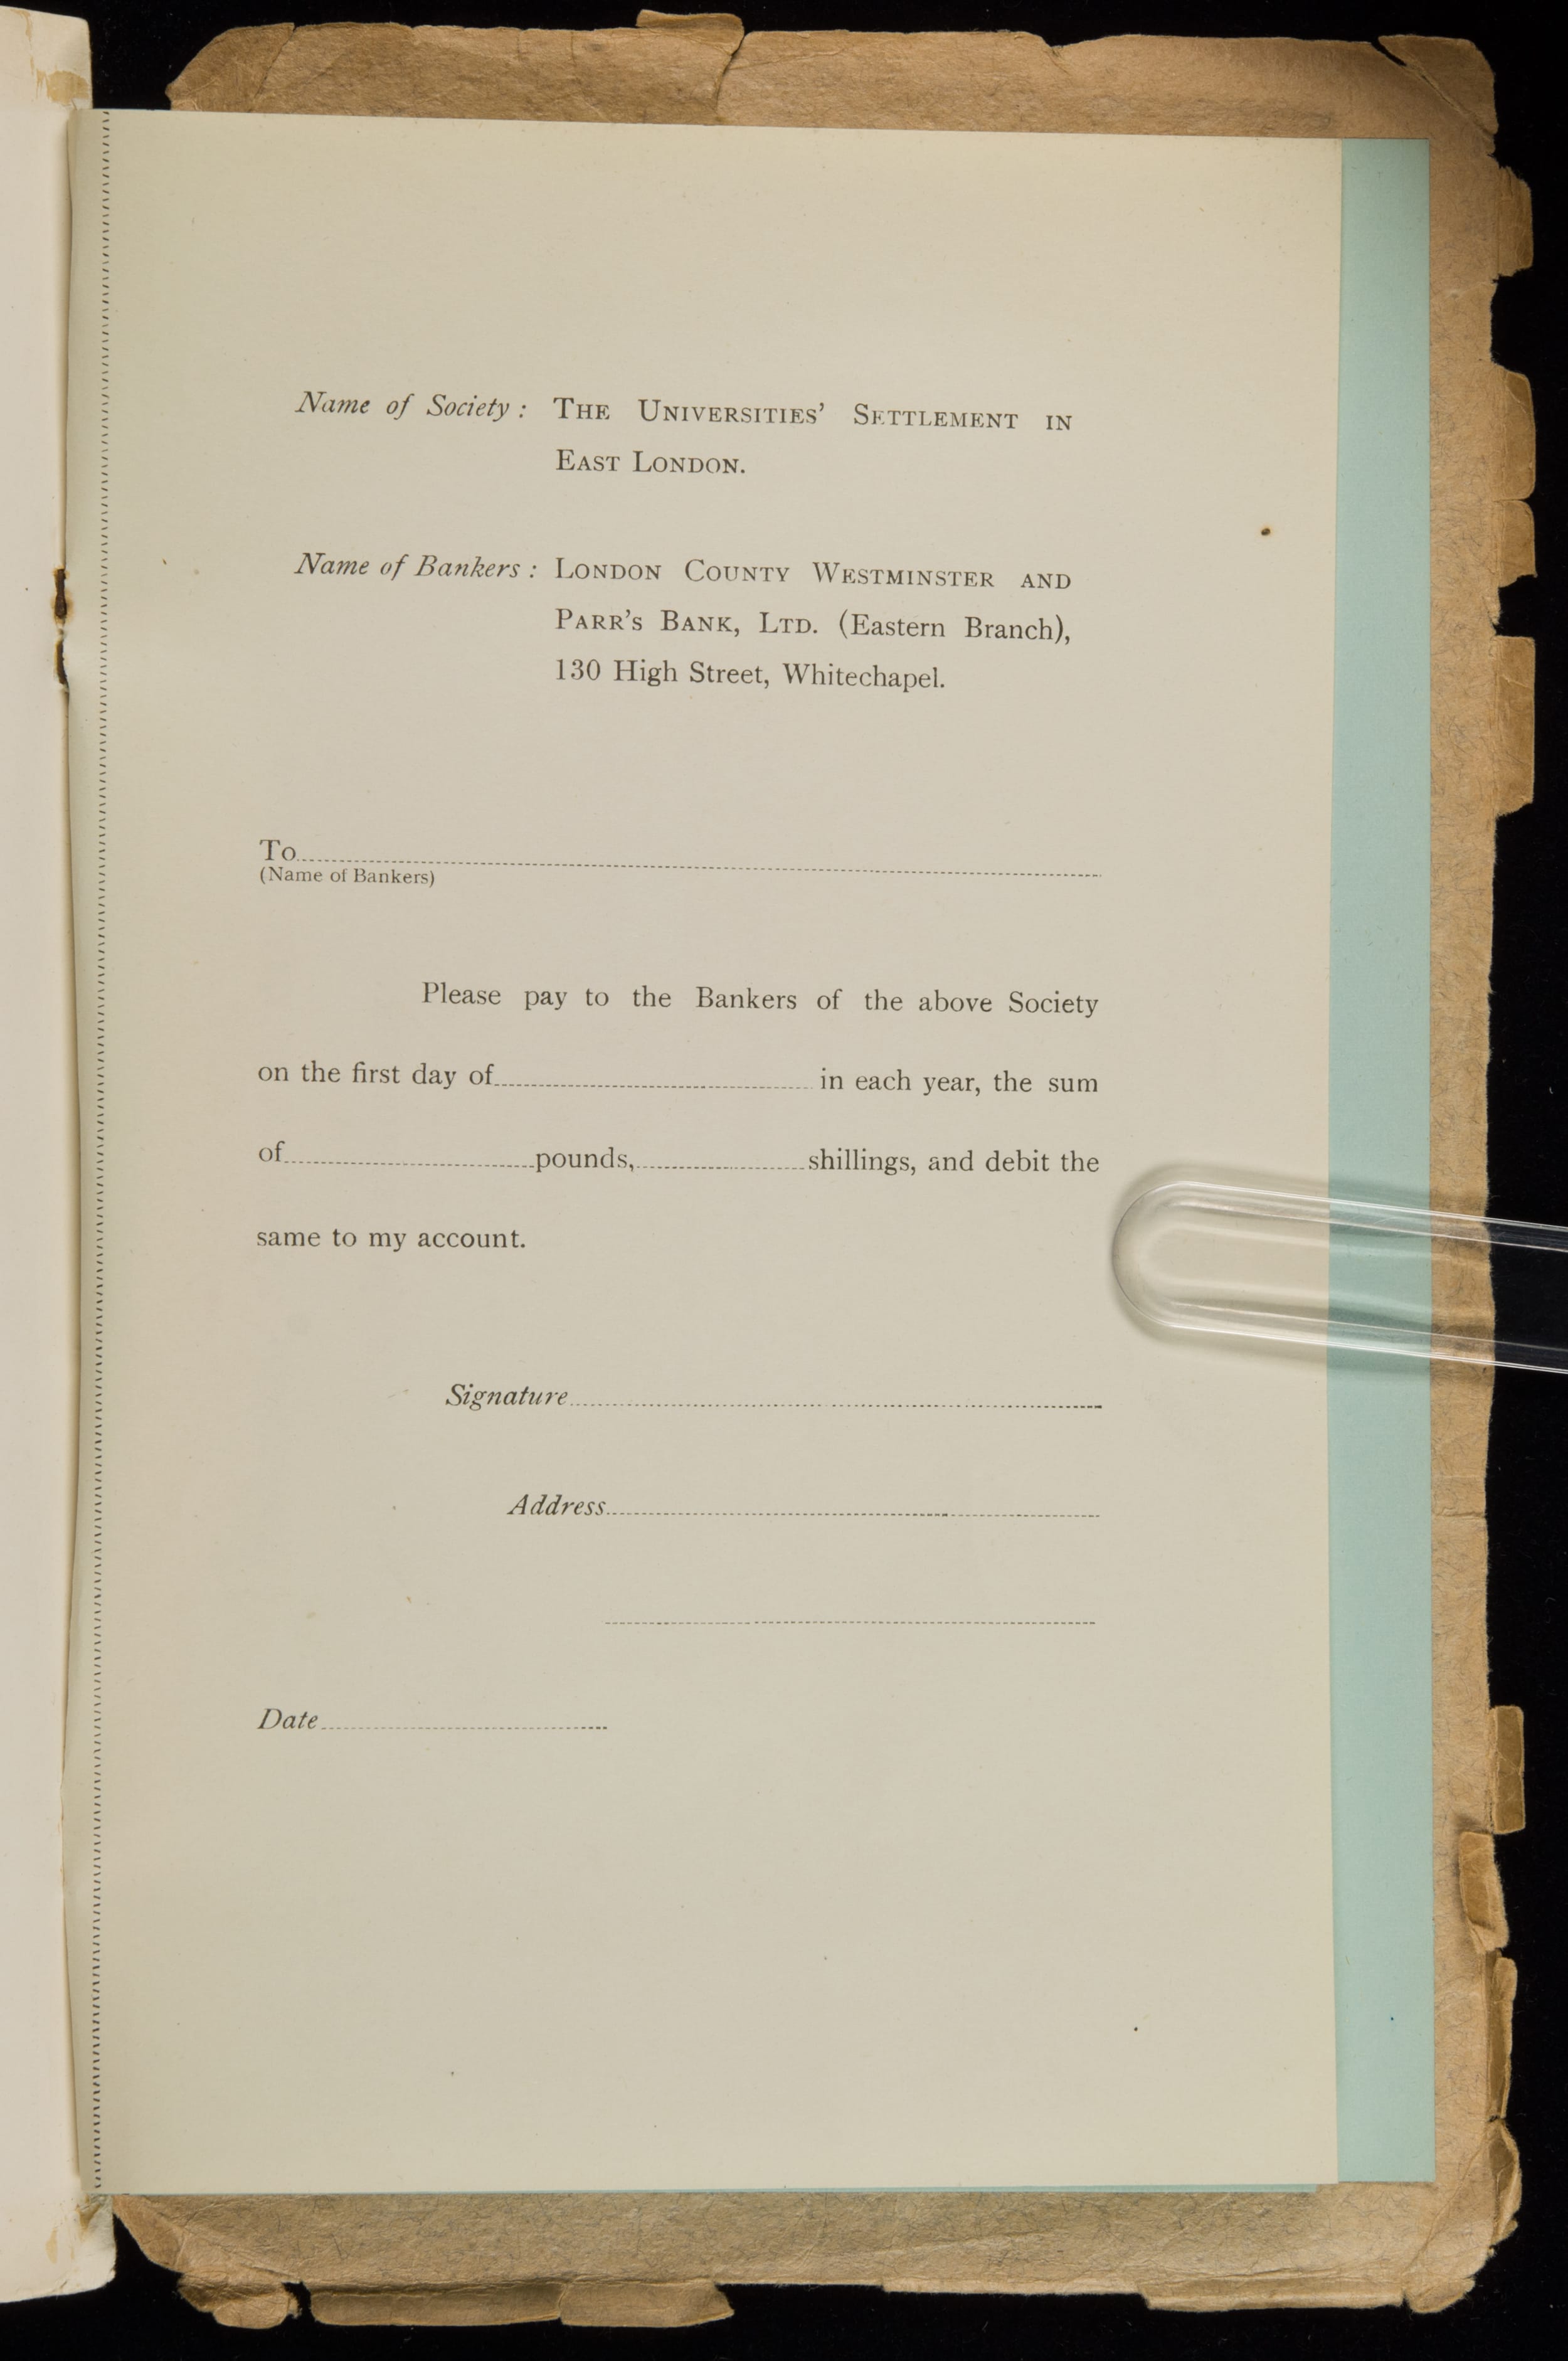 Name of Society : THE UNIVERSITIES' SETTLEMENT IN
EAST LONDON.
Name of Bankers : LONDON COUNTY WESTMINSTER AND
PARR'S BANK, LTD. (Eastern Branch),
130 High Street, Whitechapel.
To
(Name of Bankers)
Please pay to the Bankers of the above Society
on the first day of in each year, the sum
of pounds, shillings, and debit the
same to my account.
Signature
Address
Date